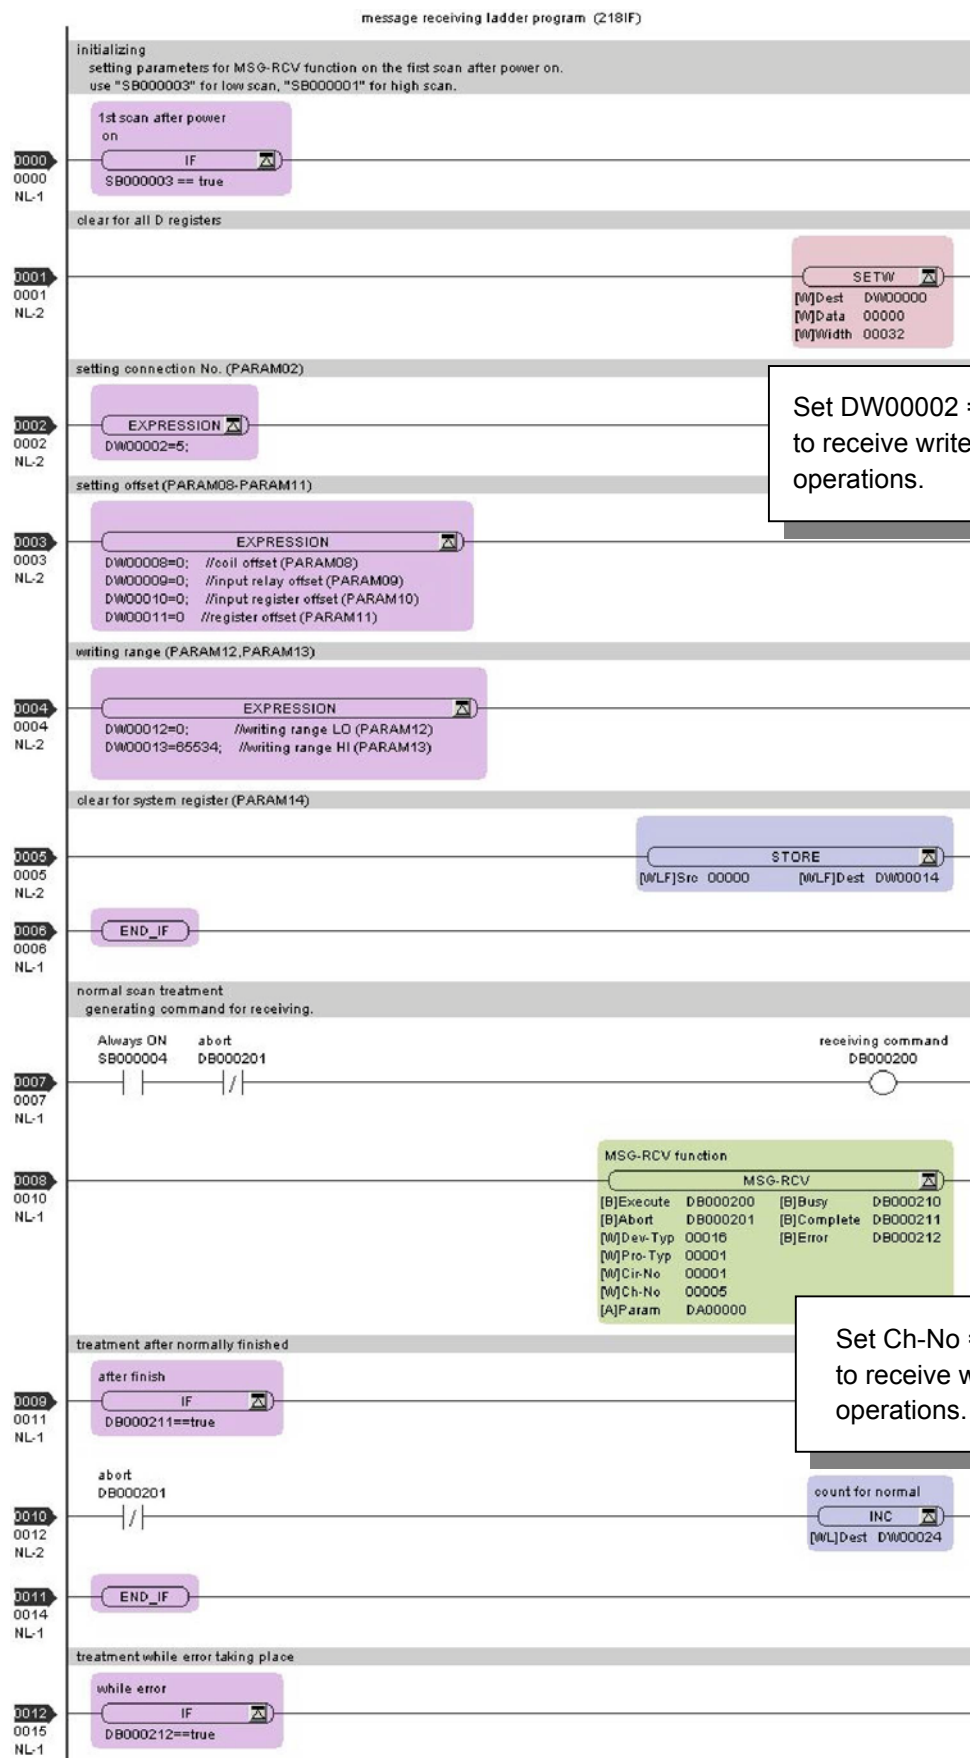 message receiving ladder program (218IF)
initializing
setting parameters for MSG-RCV function on the first scan after power on.
use "SB000003" for low scan, "SB000001" for high scan.
1st scan after power
on
0000
IF
0000
SB000003 == true
NL-1
clear for all D registers
0001
SETW
0001
[W]Dest DW00000
NL-2
[W]Data 00000
[W]Width 00032
setting connection No. (PARAM02)
0002
EXPRESSION
0002
DW00002=5;
NL-2
Set DW00002 =
to receive write
operations.
setting offset (PARAM08-PARAM11)
0003
EXPRESSION
0003
DW00008=0; //coil offset (PARAM08)
NL-2
DW00009=0; //input relay offset (PARAM09)
DW00010=0; //input register offset (PARAM10)
DW00011=0 //register offset (PARAM11)
writing range (PARAM12,PARAM13)
0004
EXPRESSION
0004
DW00012=0; //writing range LO (PARAM12)
NL-2
DW00013=65534; //writing range HI (PARAM13)
clear for system register (PARAM14)
0005
STORE
0005
[WLF]Src 00000 [WLF]Dest DW00014
NL-2
0006
END_IF
0006
NL-1
normal scan treatment
generating command for receiving.
Always ON abort receiving command
SB000004 DB000201 DB000200
0007
0007
NL-1
MSG-RCV function
0008
MSG-RCV
0010
[B]Execute DB000200 [B]Busy DB000210
NL-1
[B]Abort DB000201 [B]Complete DB000211
[W]Dev-Typ 00016 [B]Error DB000212
[W]Pro-Typ 00001
[W]Cir-No 00001
[W]Ch-No 00005
[A]Param DA00000
Set Ch-No =
to receive w
operations.
treatment after normally finished
after finish
0009
IF
0011
DB000211==true
NL-1
abort
DB000201
count for normal
0010
INC
0012
[WL]Dest DW00024
NL-2
0011
END_IF
0014
NL-1
treatment while error taking place
while error
0012
IF
0015
DB000212==true
NL-1